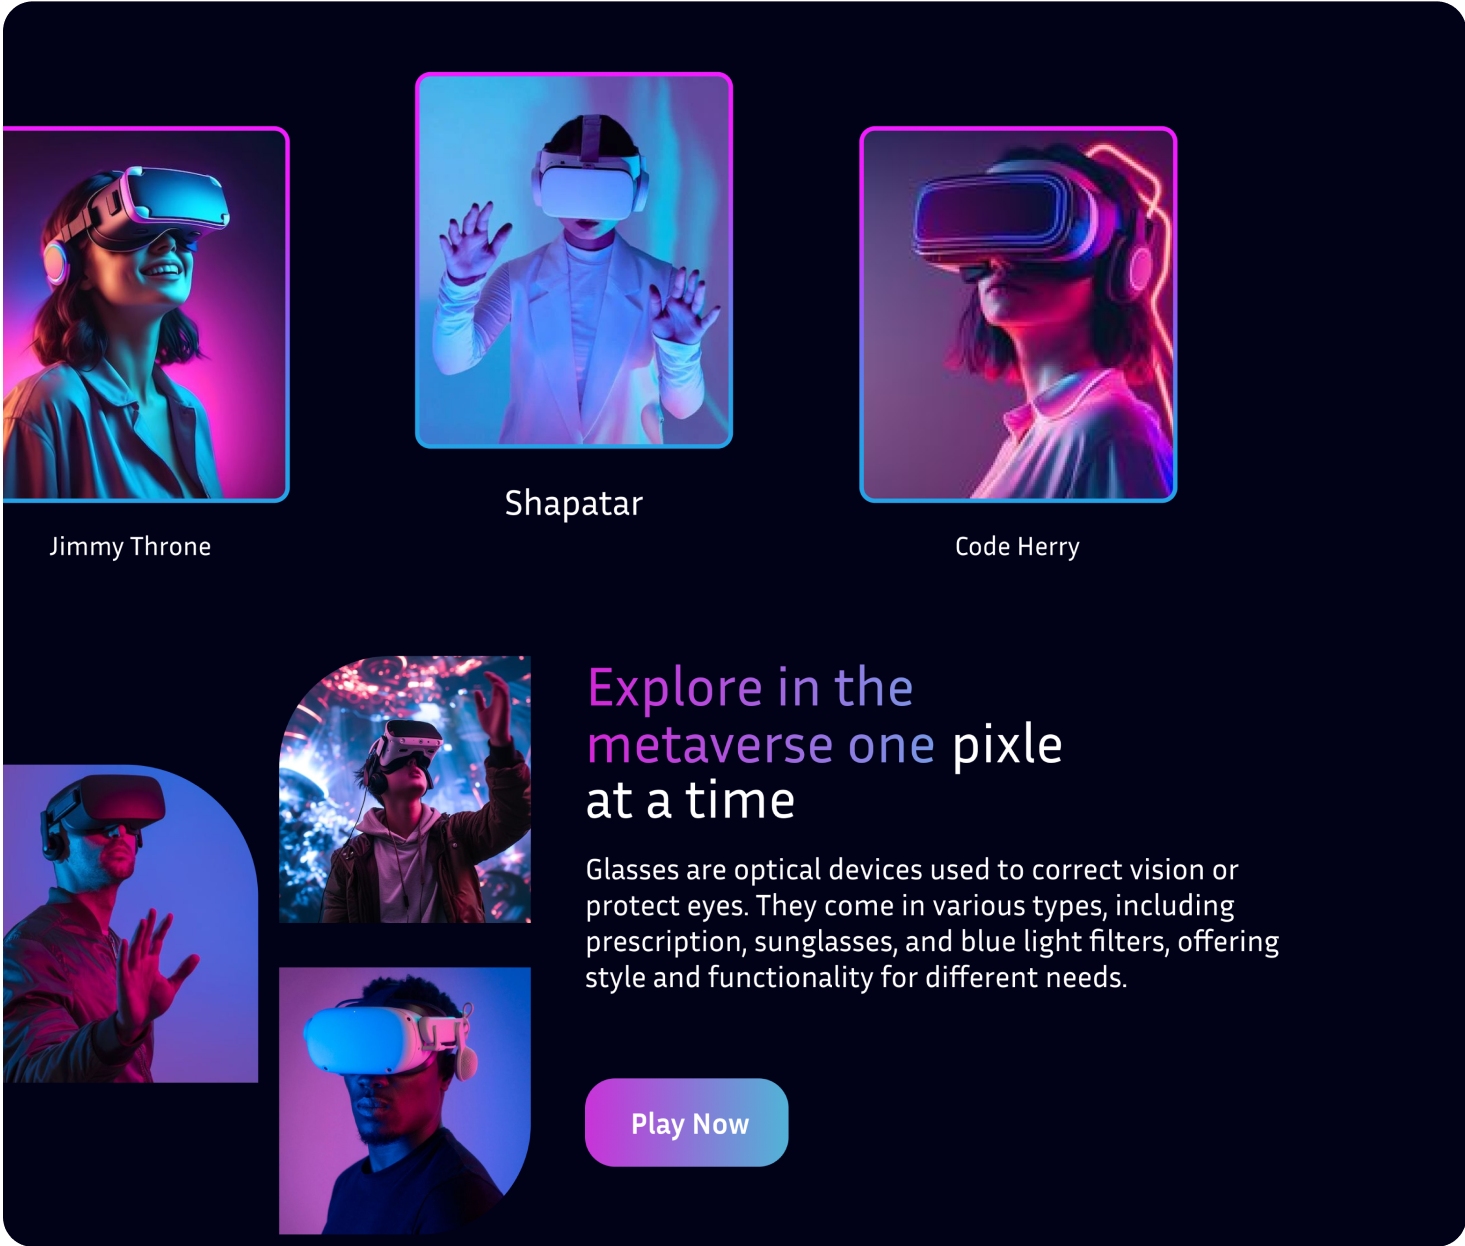 Shapatar
Jimmy Throne
Code Herry
Explore in the
metaverse one pixle
at a time
Glasses are optical devices used to correct vision or
protect eyes. They come in various types, including
prescription, sunglasses, and blue light filters, offering
style and functionality for different needs.
Play Now